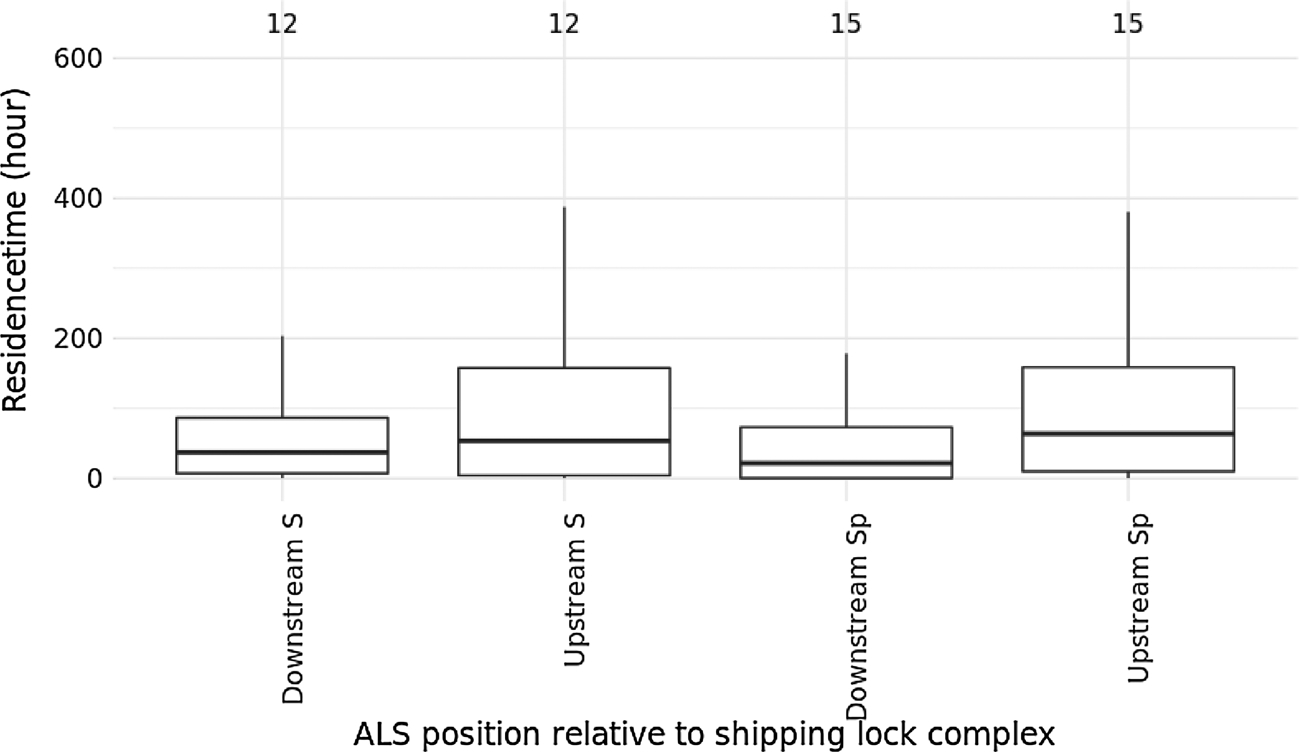 12 12 15 15
600
400
200
0
Residencetime (hour)
Downstream S
Upstream S
Downstream Sp
Upstream Sp
ALS position relative to shipping lock complex